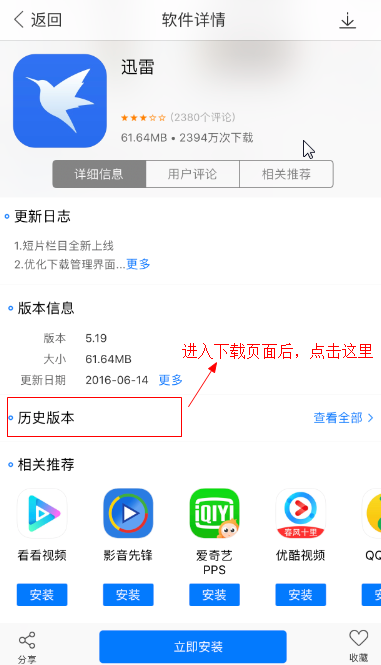 返回 软件详情
迅雷
★★★☆☆ (2380个评论)
61.64MB • 2394万次下载
详细信息 用户评论 相关推荐
更新日志
1.短片栏目全新上线
2.优化下载管理界面...更多
版本信息
版本 5.19
进入下载页面后，点击这里
大小 61.64MB
更新日期 2016-06-14 更多
历史版本 查看全部
相关推荐
iQIYI 春风十里
看看视频 影音先锋 爱奇艺 优酷视频 QQ
PPS
安装 安装 安装 安装 安
分享 立即安装 收藏